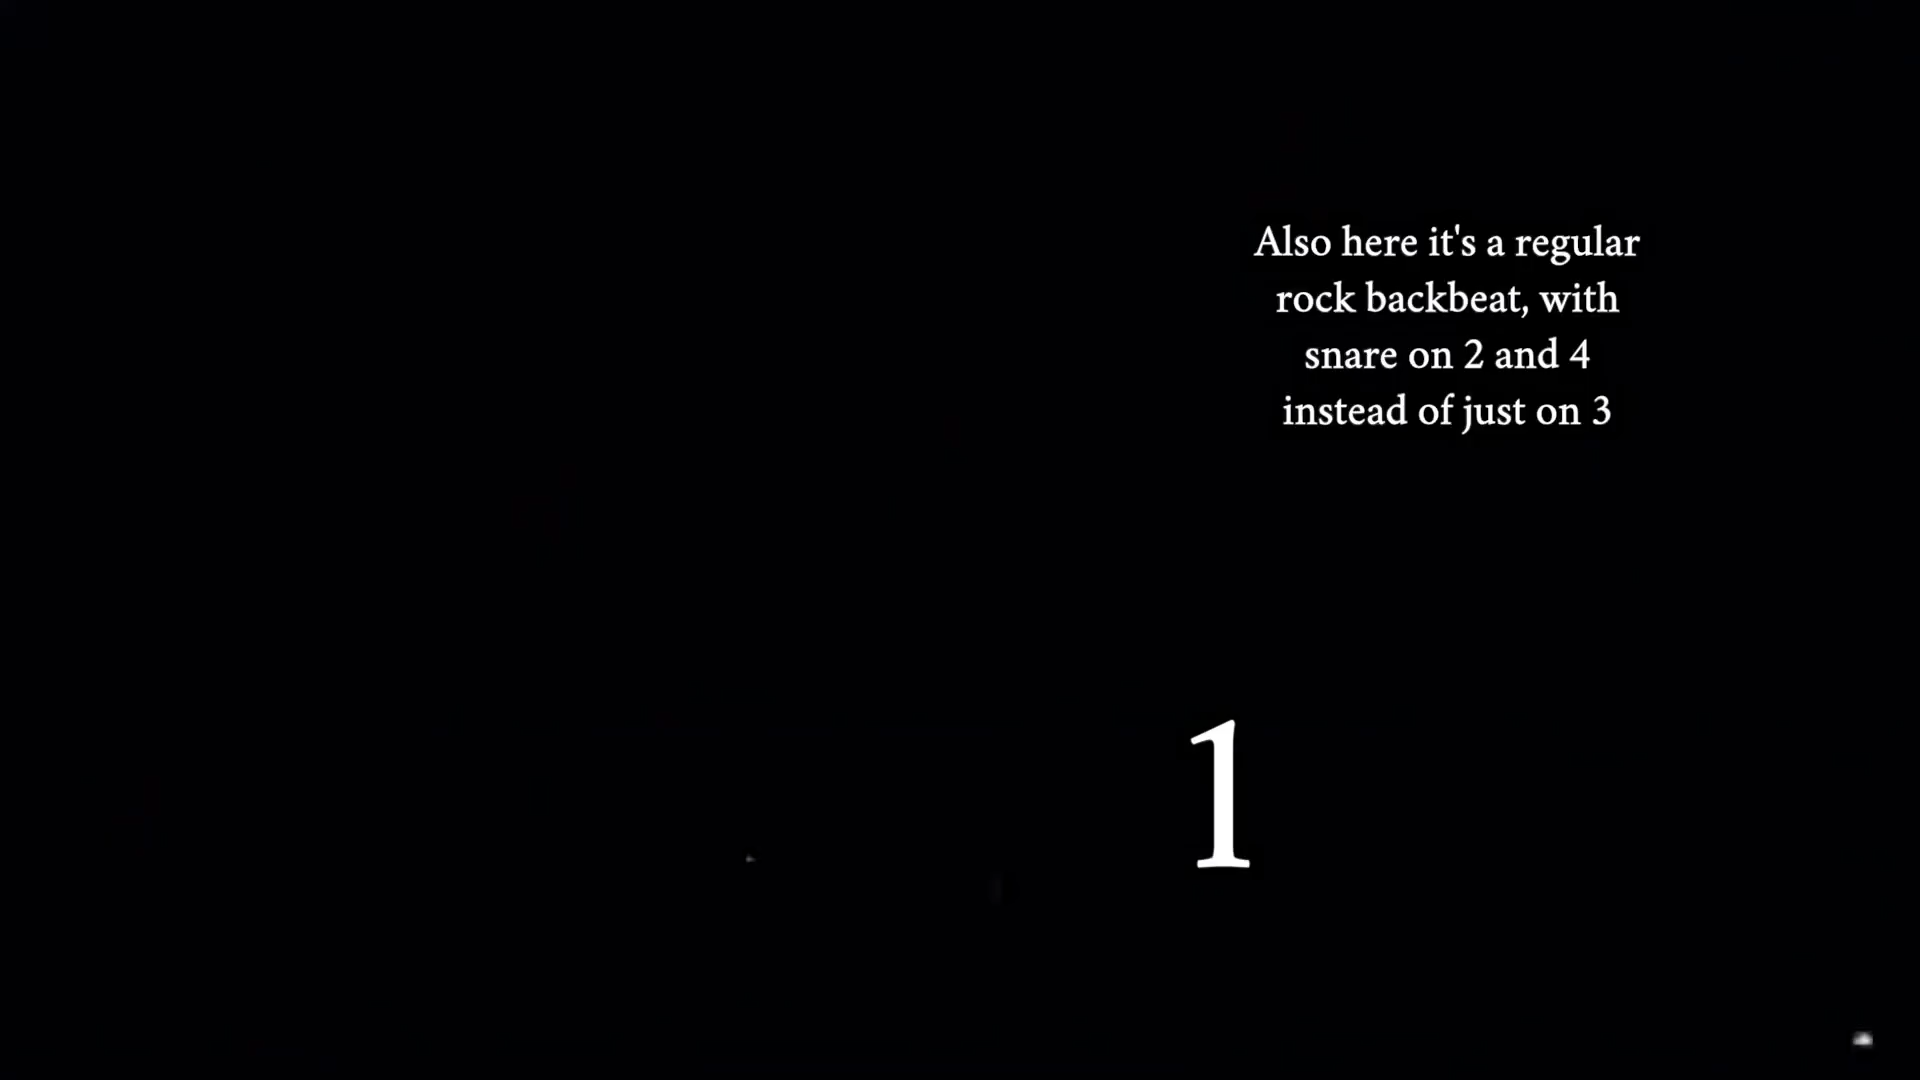 Also here it's a regular
rock backbeat, with
snare on 2 and 4
instead of just on 3
1